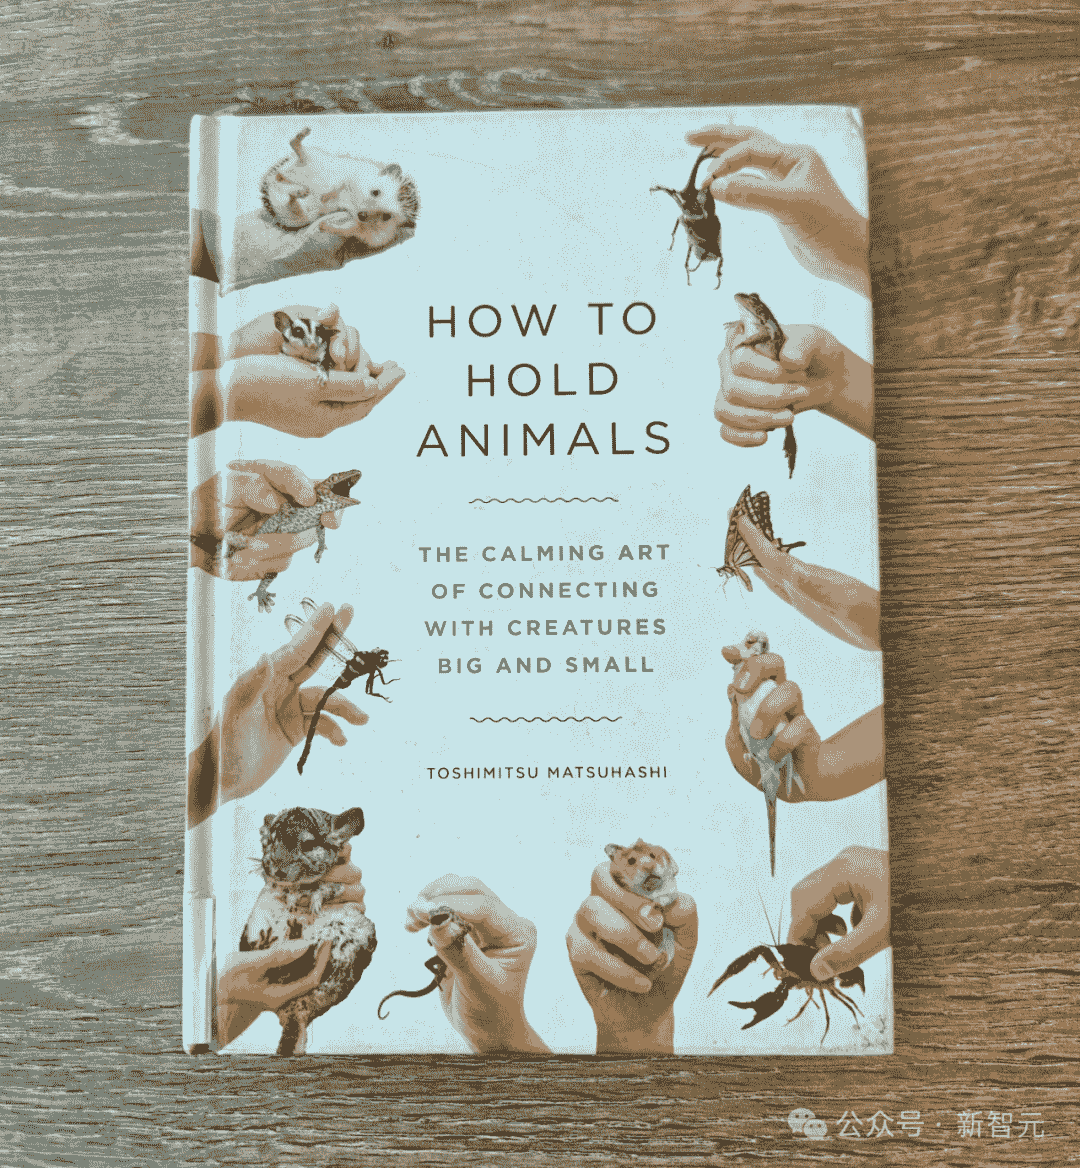 HOW TO
HOLD
ANIMALS
THE CALMING ART
OF CONNECTING
WITH CREATURES
BIG AND SMALL
TOSHIMITSU MATSUHASHI
公众号 · 新智元